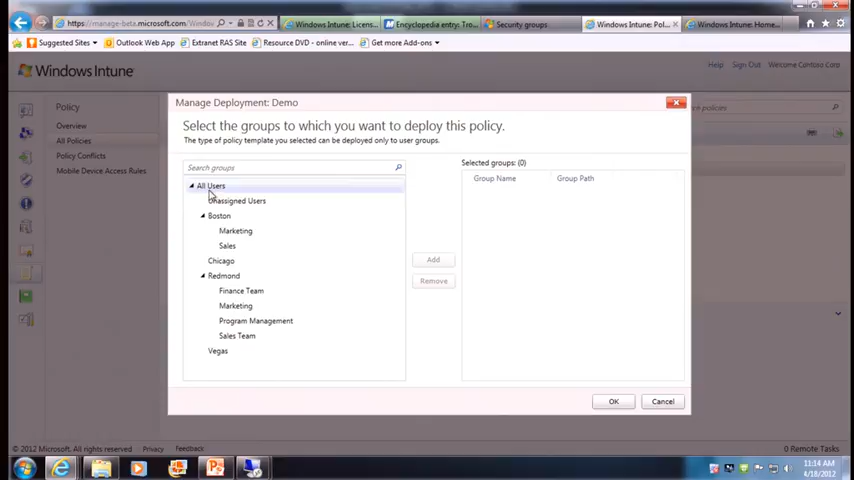 https://manage-beta.microsoft.com/Window
Windows Intune: Licens...
Encyclopedia entry: Tro...
Security groups
Windows Intune: Pol...
Windows Intune: Home...
Suggested Sites
Outlook Web App
Extranet RAS Site
Resource DVD - online ver...
Get more Add-ons
Windows Intune
Help
Sign Out
Welcome Contoso
Policy
Overview
All Policies
Policy Conflicts
Mobile Device Access Rules
policies
Manage Deployment: Demo
Select the groups to which you want to deploy this policy.
The type of policy template you selected can be deployed only to user groups.
Search groups
All Users
Unassigned Users
Boston
Marketing
Sales
Chicago
Redmond
Finance Team
Marketing
Program Management
Sales Team
Vegas
Add
Remove
Selected groups: (0)
Group Name
Group Path
OK
Cancel
© 2012 Microsoft. All rights reserved
Privacy
Feedback
0 Remote Tasks
11:14 AM
4/18/2012